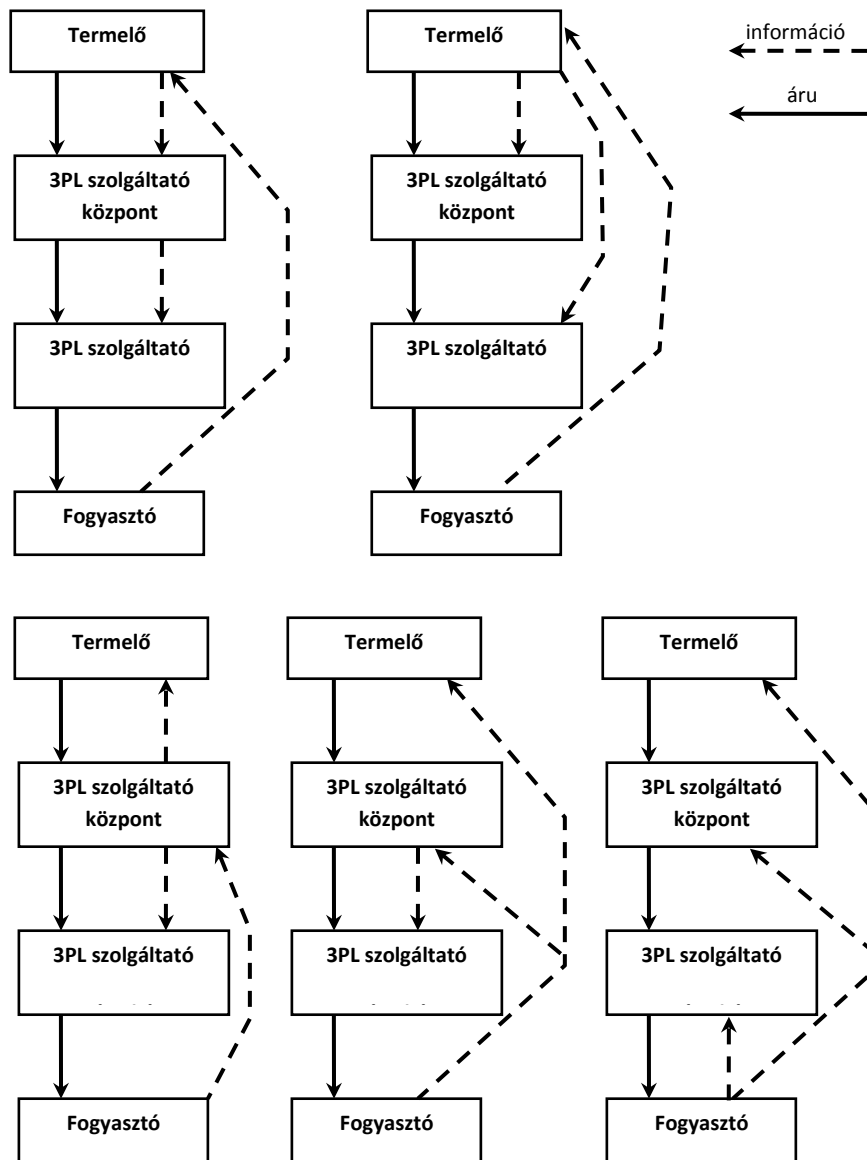 Termelő
3PL szolgáltató
központ
3PL szolgáltató
Fogyasztó
Termelő
3PL szolgáltató
központ
3PL szolgáltató
Fogyasztó
információ
áru
Termelő
3PL szolgáltató
központ
3PL szolgáltató
Fogyasztó
Termelő
3PL szolgáltató
központ
3PL szolgáltató
Fogyasztó
Termelő
3PL szolgáltató
központ
3PL szolgáltató
Fogyasztó